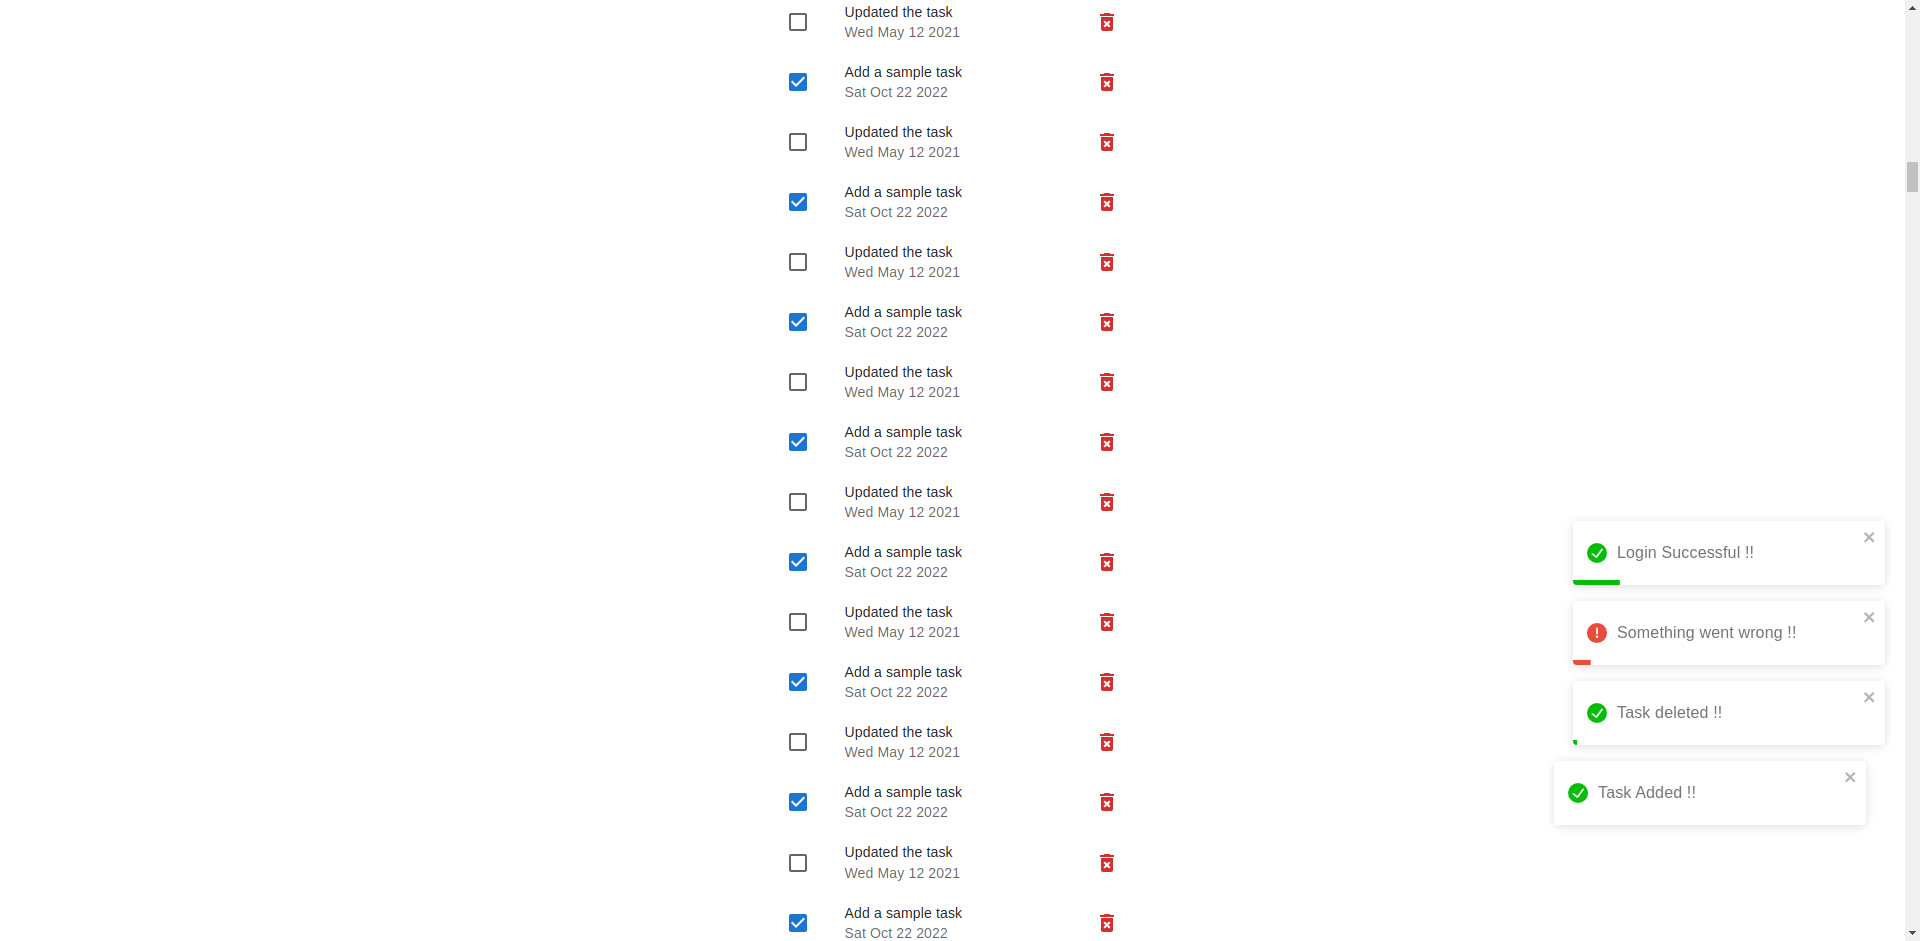 Updated the task
Wed May 12 2021
Add a sample task
Sat Oct 22 2022
Updated the task
Wed May 12 2021
Add a sample task
Sat Oct 22 2022
Updated the task
Wed May 12 2021
Add a sample task
Sat Oct 22 2022
Updated the task
Wed May 12 2021
Add a sample task
Sat Oct 22 2022
Updated the task
Wed May 12 2021
Add a sample task
Sat Oct 22 2022
Updated the task
Wed May 12 2021
Add a sample task
Sat Oct 22 2022
Updated the task
Wed May 12 2021
Add a sample task
Sat Oct 22 2022
Updated the task
Wed May 12 2021
Add a sample task
Sat Oct 22 2022
Login Successful !!
Something went wrong !!
Task deleted !!
Task Added !!